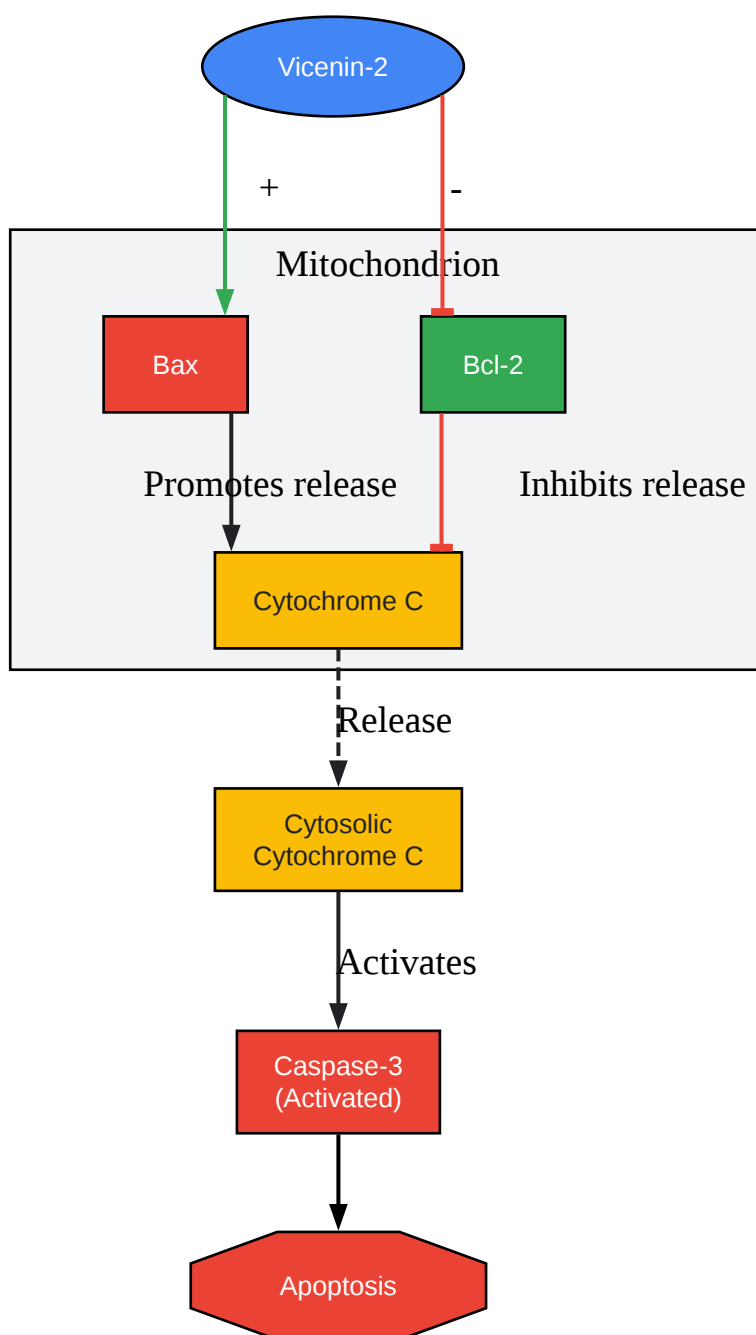 Vicenin-2
+
-
Mitochondrion
Bax
Bcl-2
Promotes release
Inhibits release
Cytochrome C
Release
Cytosolic
Cytochrome C
Activates
Caspase-3
(Activated)
Apoptosis